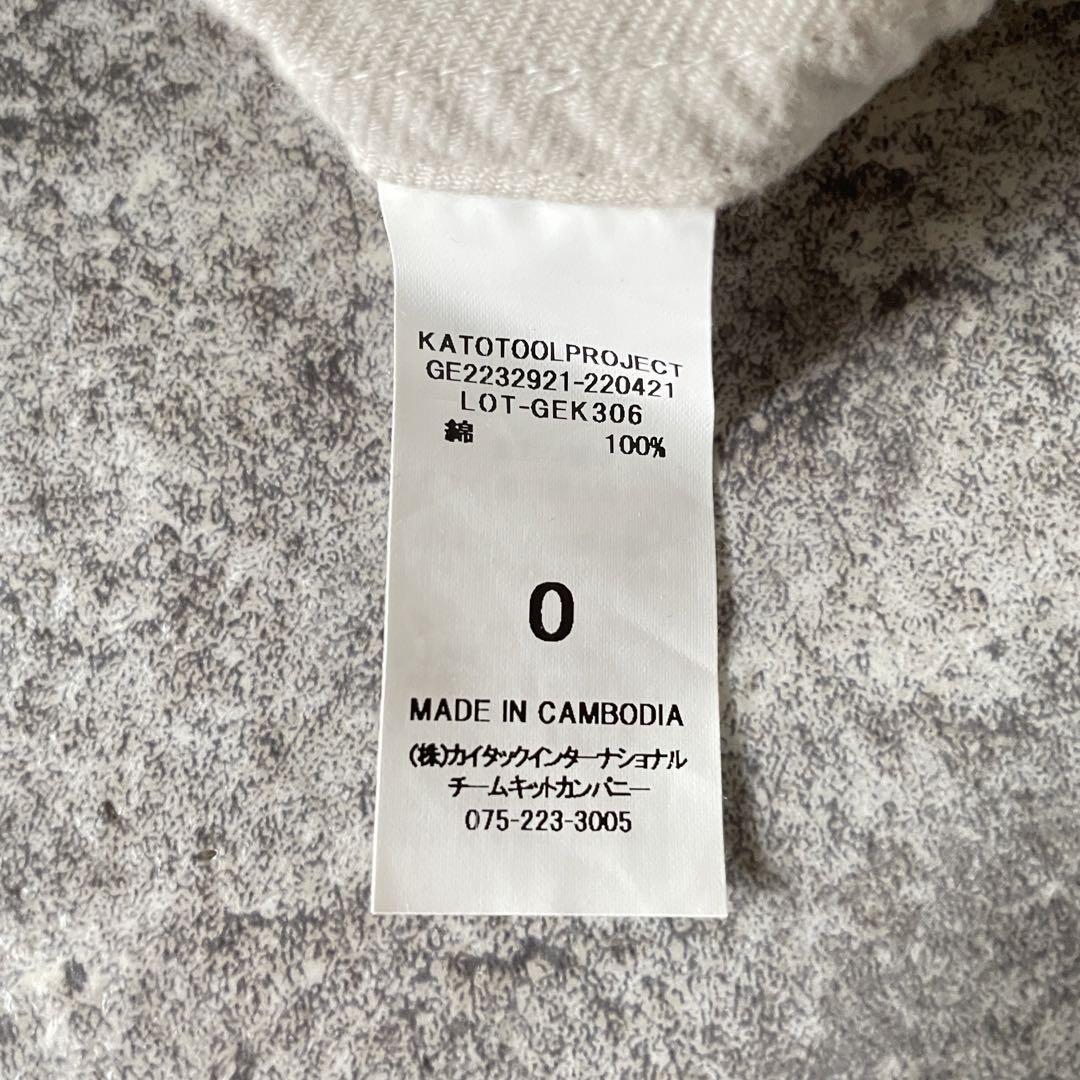 KATOTOOLPROJECT
GE2232921-220421
LOT-GEK306
綿 100%
0
MADE IN CAMBODIA
(株)カイタックインターナショナル
チームキットカンパニー
075-223-3005